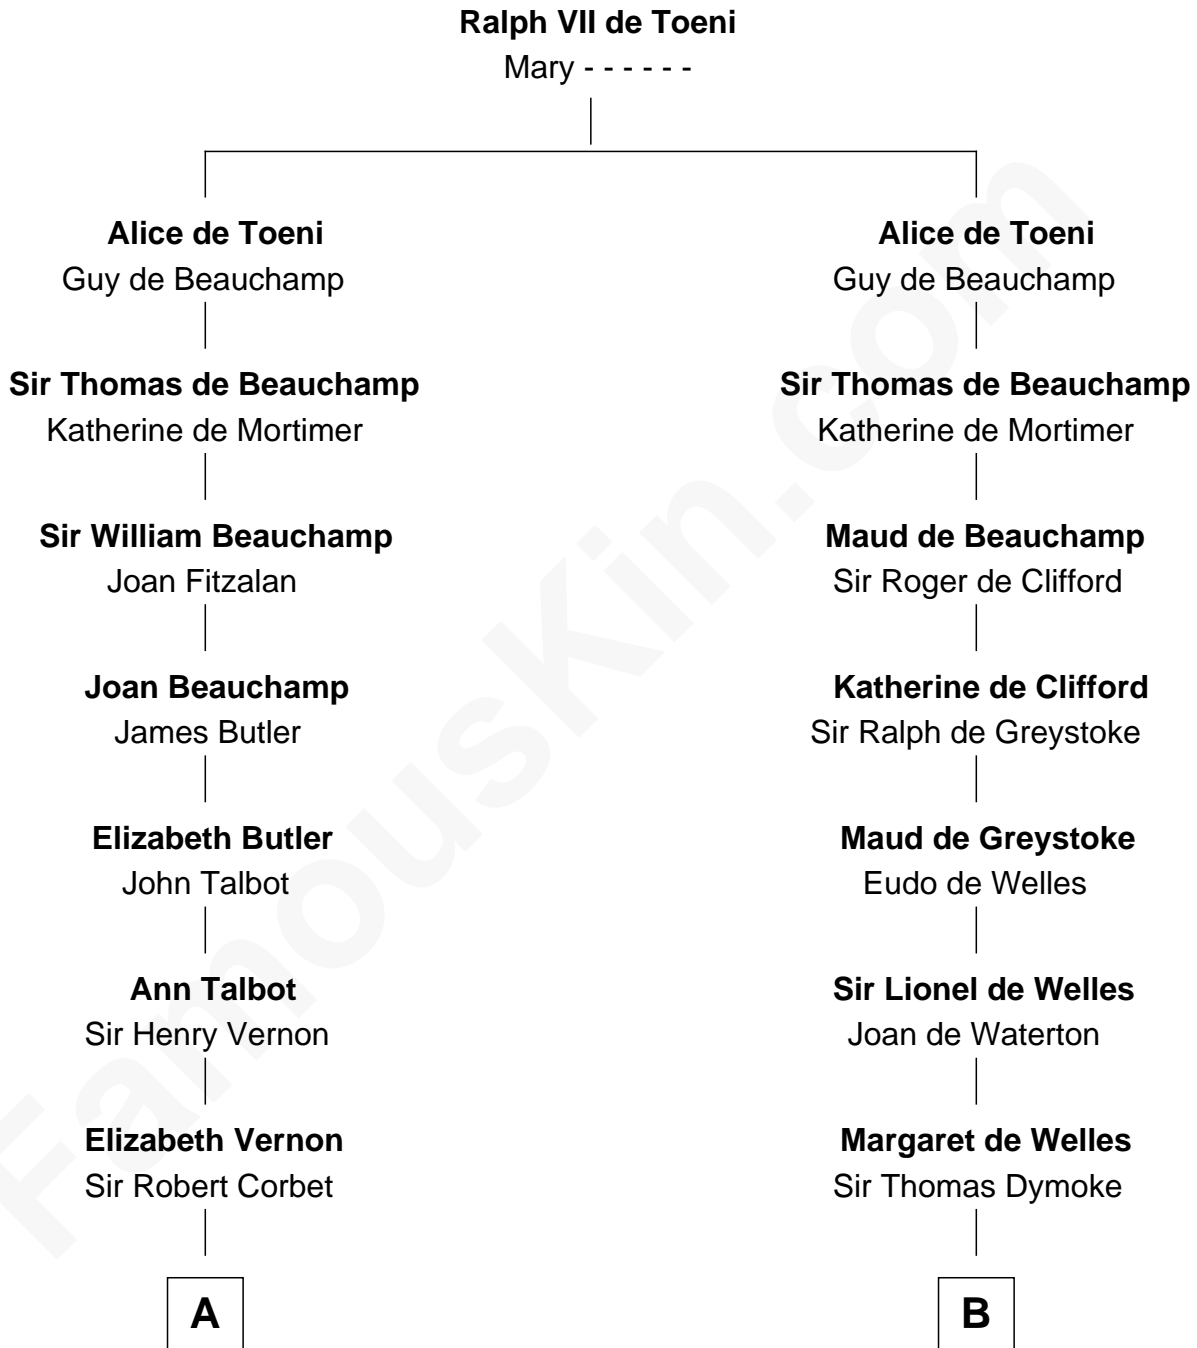 Ralph VII de Toeni
Mary - - - - - -
Alice de Toeni
Guy de Beauchamp
Alice de Toeni
Guy de Beauchamp
Sir Thomas de Beauchamp
Katherine de Mortimer
Sir Thomas de Beauchamp
Katherine de Mortimer
Sir William Beauchamp
Joan Fitzalan
Maud de Beauchamp
Sir Roger de Clifford
Joan Beauchamp
James Butler
Katherine de Clifford
Sir Ralph de Greystoke
Elizabeth Butler
John Talbot
Maud de Greystoke
Eudo de Welles
Ann Talbot
Sir Henry Vernon
Sir Lionel de Welles
Joan de Waterton
Elizabeth Vernon
Sir Robert Corbet
Margaret de Welles
Sir Thomas Dymoke
A
B
FamousKin.com